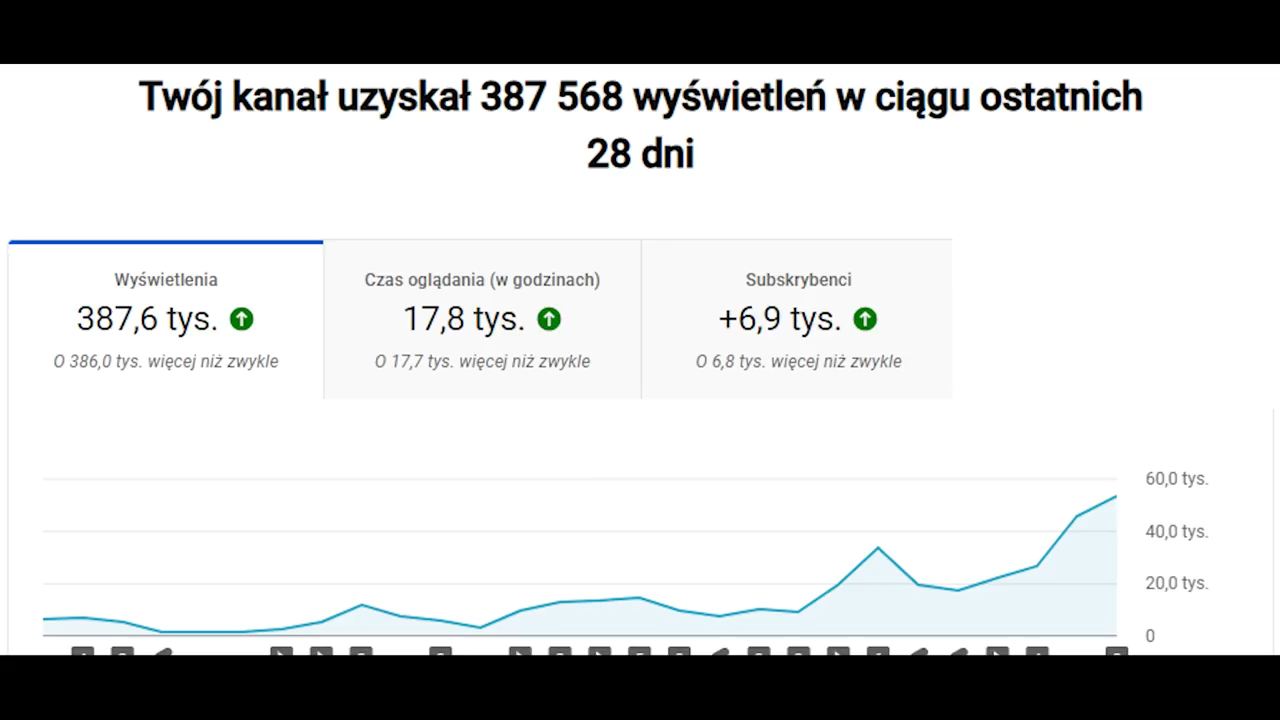 Twój kanał uzyskał 387 568 wyświetleń w ciągu ostatnich
28 dni
Wyświetlenia
387,6 tys.
O 386,0 tys. więcej niż zwykle
Czas oglądania (w godzinach)
17,8 tys.
O 17,7 tys. więcej niż zwykle
Subskrybenci
+6,9 tys.
O 6,8 tys. więcej niż zwykle
60,0 tys.
40,0 tys.
20,0 tys.
0